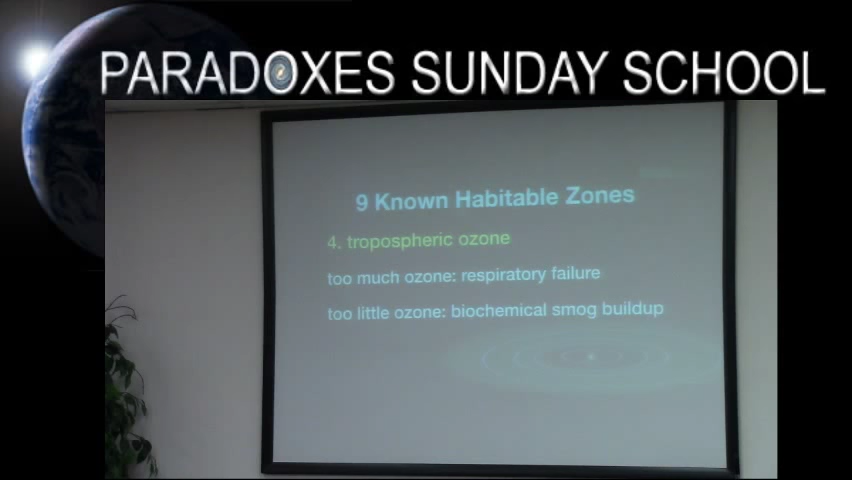 PARADOXES SUNDAY SCHOOL
9 Known Habitable Zones
4. tropospheric ozone
too much ozone: respiratory failure
too little ozone: biochemical smog buildup